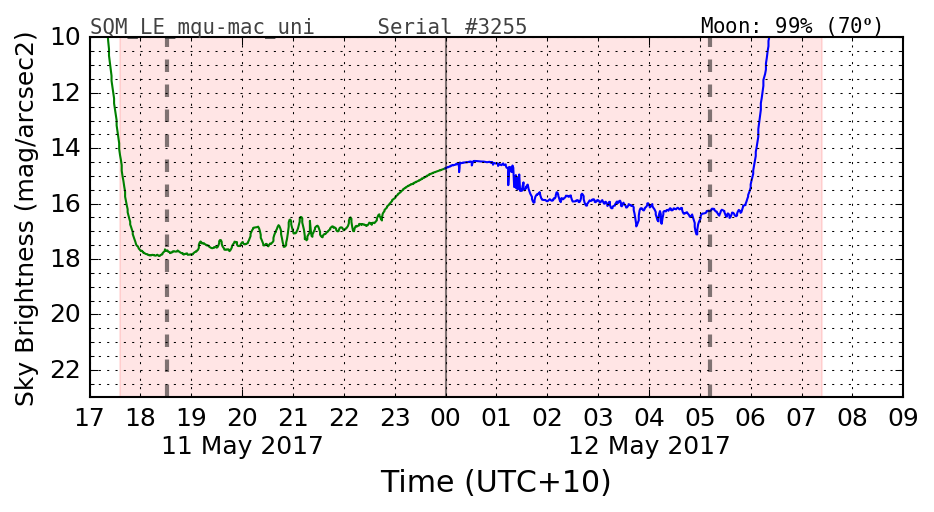 SQM_LE_mqu-mac_uni Serial #3255 Moon: 99% (70º)
Sky Brightness (mag/arcsec2)
10
12
14
16
18
20
22
17 18 19 20 21 22 23 00 01 02 03 04 05 06 07 08 09
11 May 2017 12 May 2017
Time (UTC+10)